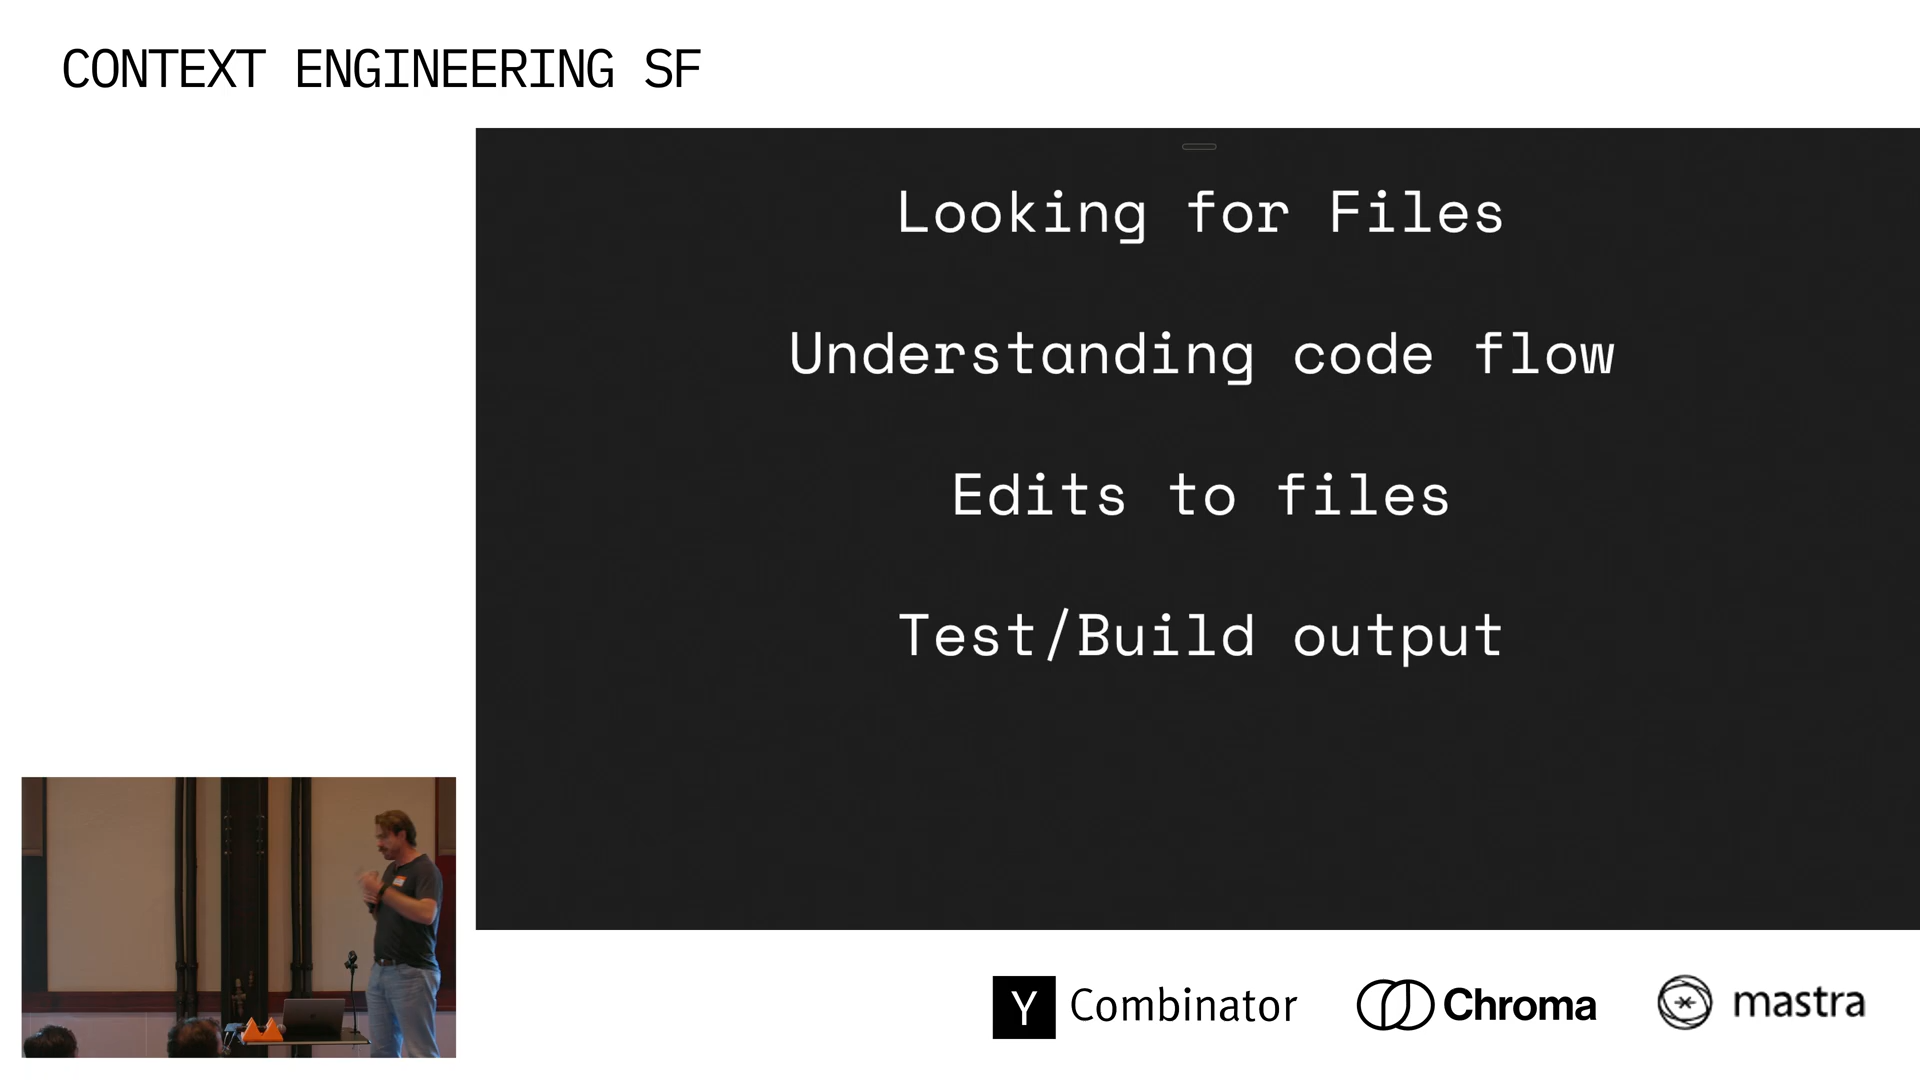 CONTEXT ENGINEERING SF
Looking for Files
Understanding code flow
Edits to files
Test/Build output
Y Combinator
Chroma
mastra